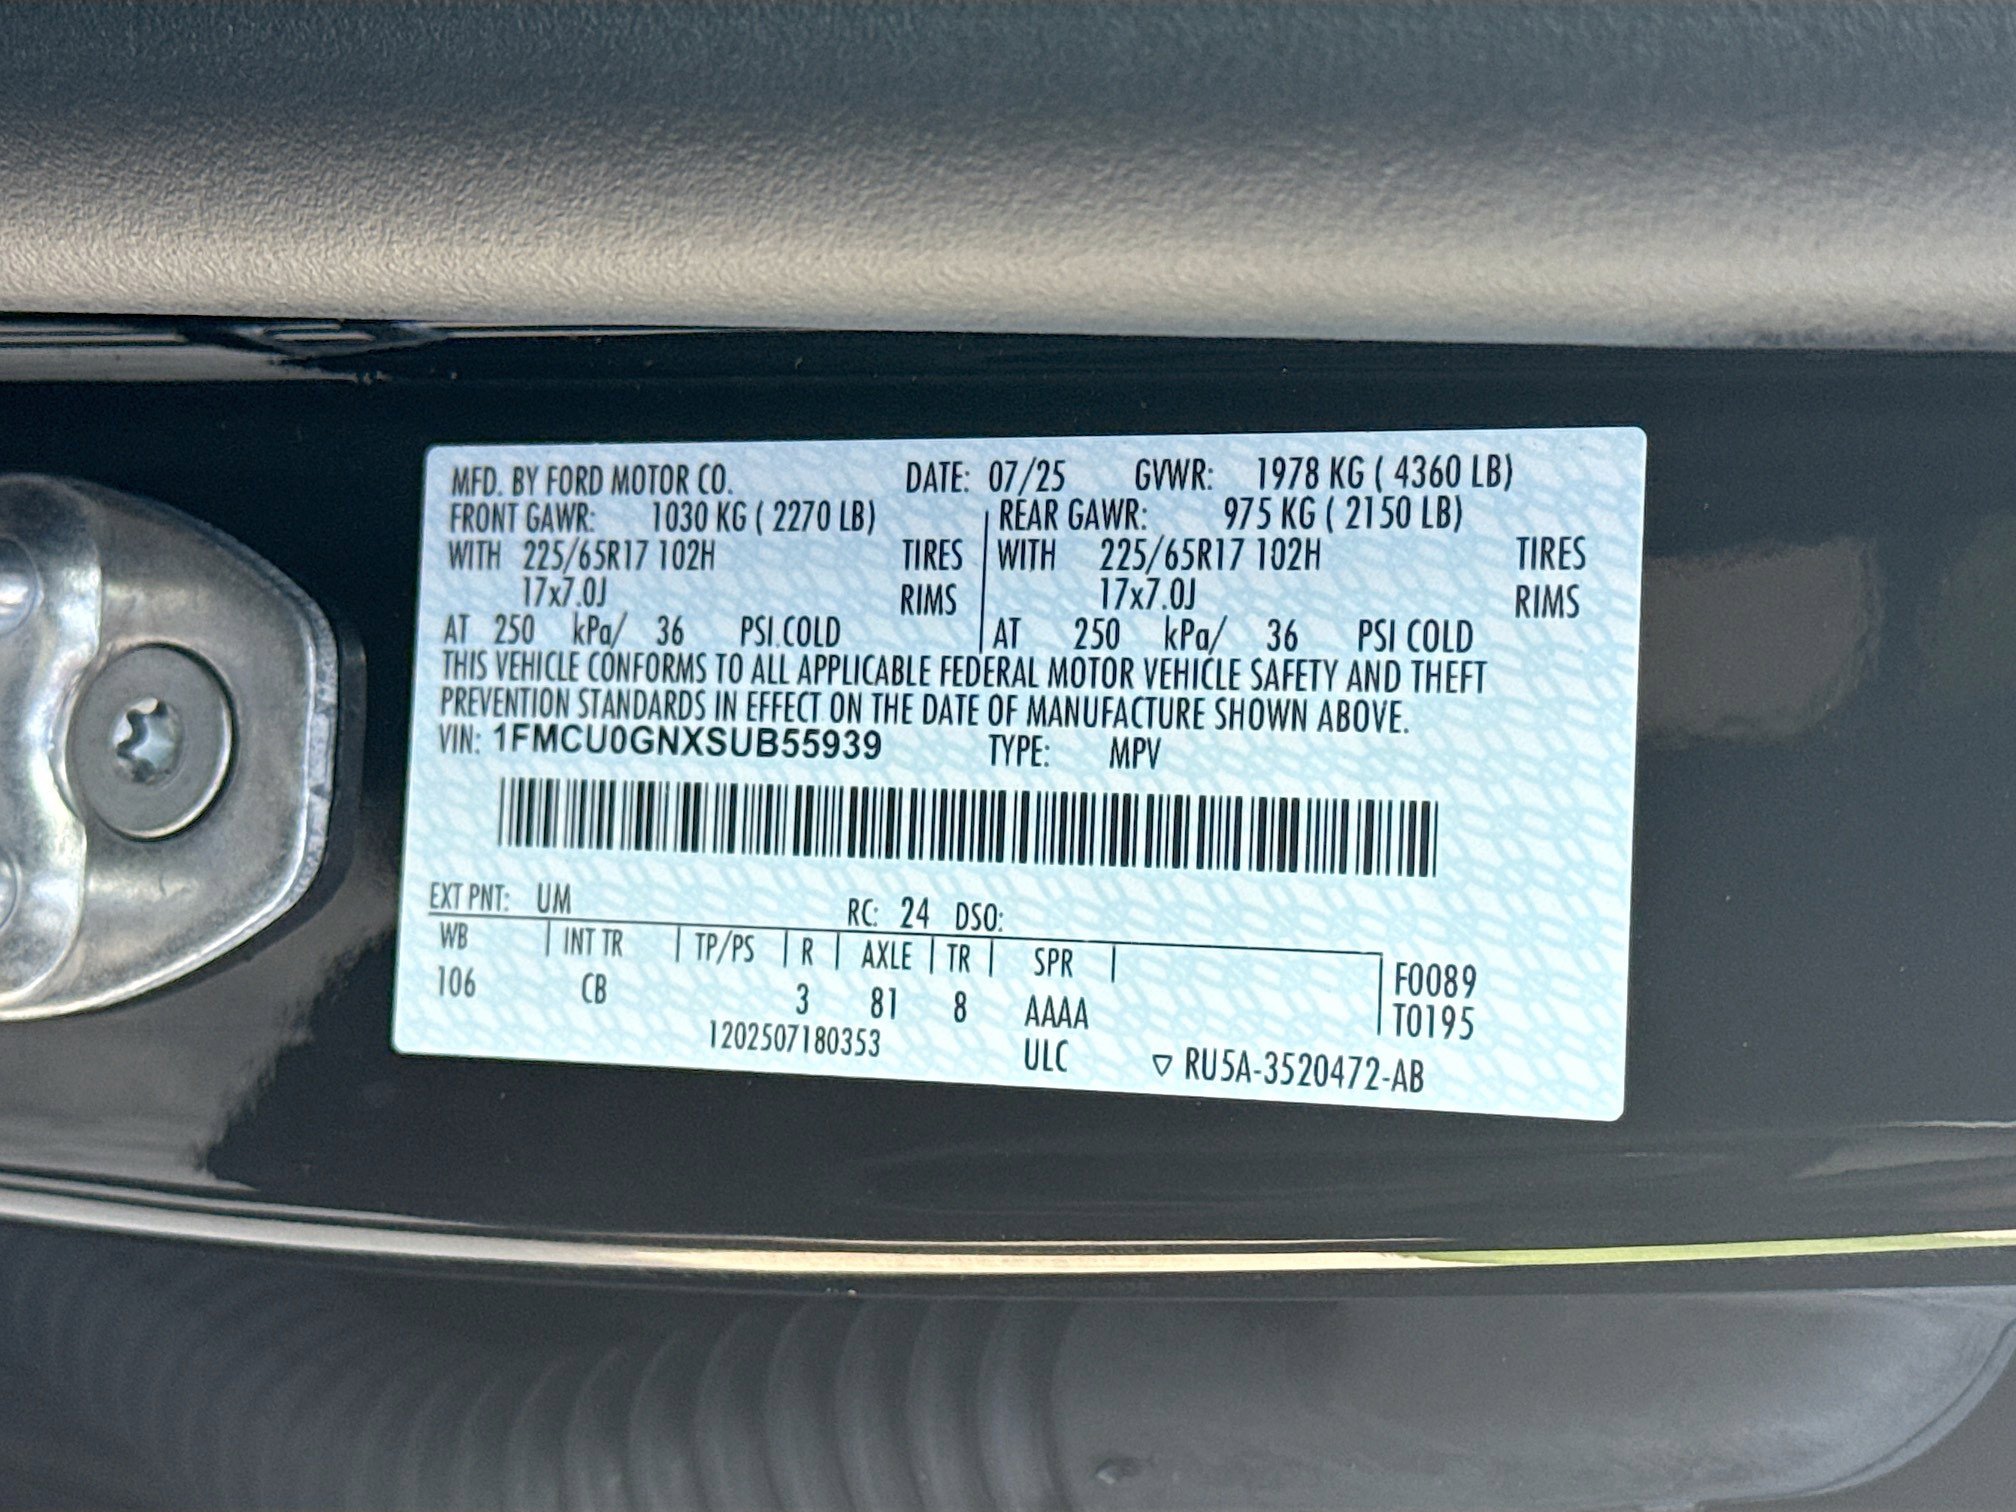 MFD. BY FORD MOTOR CO. DATE: 07/25 GVWR: 1978 KG ( 4360 LB)
FRONT GAWR: 1030 KG ( 2270 LB) REAR GAWR: 975 KG ( 2150 LB)
WITH 225/65R17 102H TIRES WITH 225/65R17 102H TIRES
17x7.0J RIMS 17x7.0J RIMS
AT 250 kPa/ 36 PSI COLD AT 250 kPa/ 36 PSI COLD
THIS VEHICLE CONFORMS TO ALL APPLICABLE FEDERAL MOTOR VEHICLE SAFETY AND THEFT
PREVENTION STANDARDS IN EFFECT ON THE DATE OF MANUFACTURE SHOWN ABOVE.
VIN: 1FMCU0GNXSUB55939 TYPE: MPV
EXT PNT: UM RC: 24 DSO:
WB INT TR TP/PS R AXLE TR SPR F0089
106 CB 3 81 8 AAAA T0195
1202507180353 ULC ▽ RU5A-3520472-AB